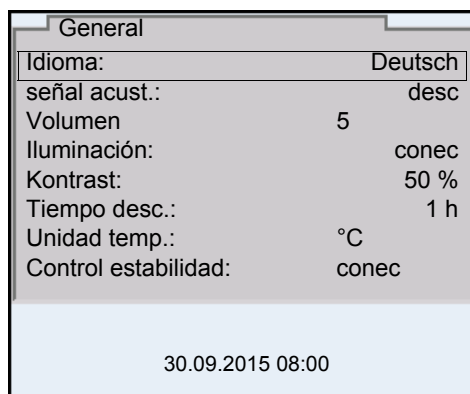 General
Idioma: Deutsch
señal acust.: desc
Volumen 5
Iluminación: conec
Kontrast: 50 %
Tiempo desc.: 1 h
Unidad temp.: °C
Control estabilidad: conec
30.09.2015 08:00